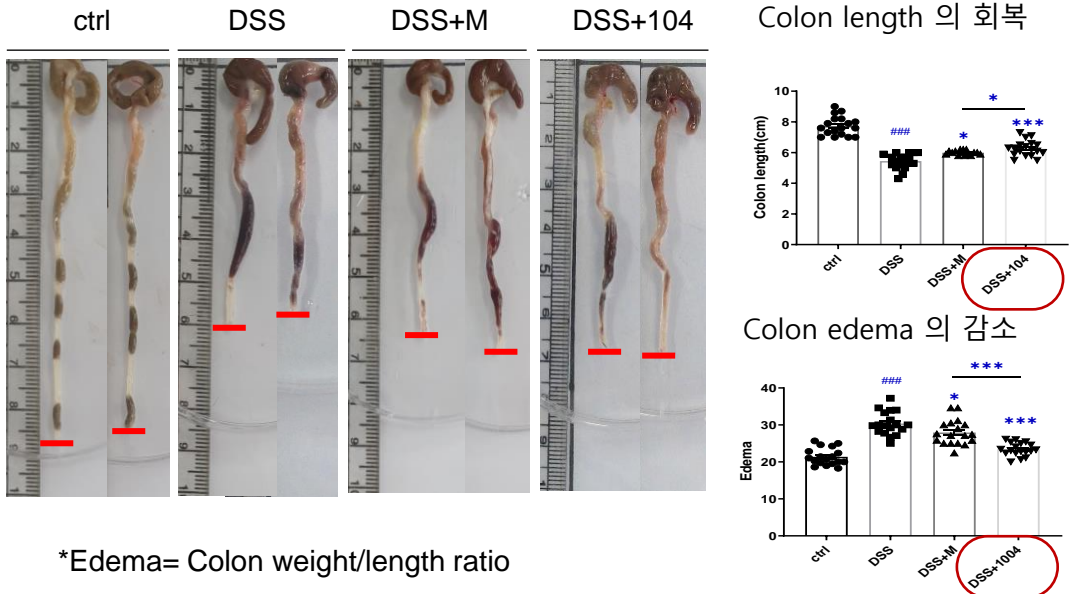 ctrl
DSS
DSS+M
DSS+104
Colon length 의 회복
Colon length(cm)
10
8
6
4
2
0
###
*
*
***
ctrl
DSS
DSS+M
DSS+104
Colon edema 의 감소
Edema
40
30
20
10
0
###
*
***
***
ctrl
DSS
DSS+M
DSS+1004
*Edema= Colon weight/length ratio